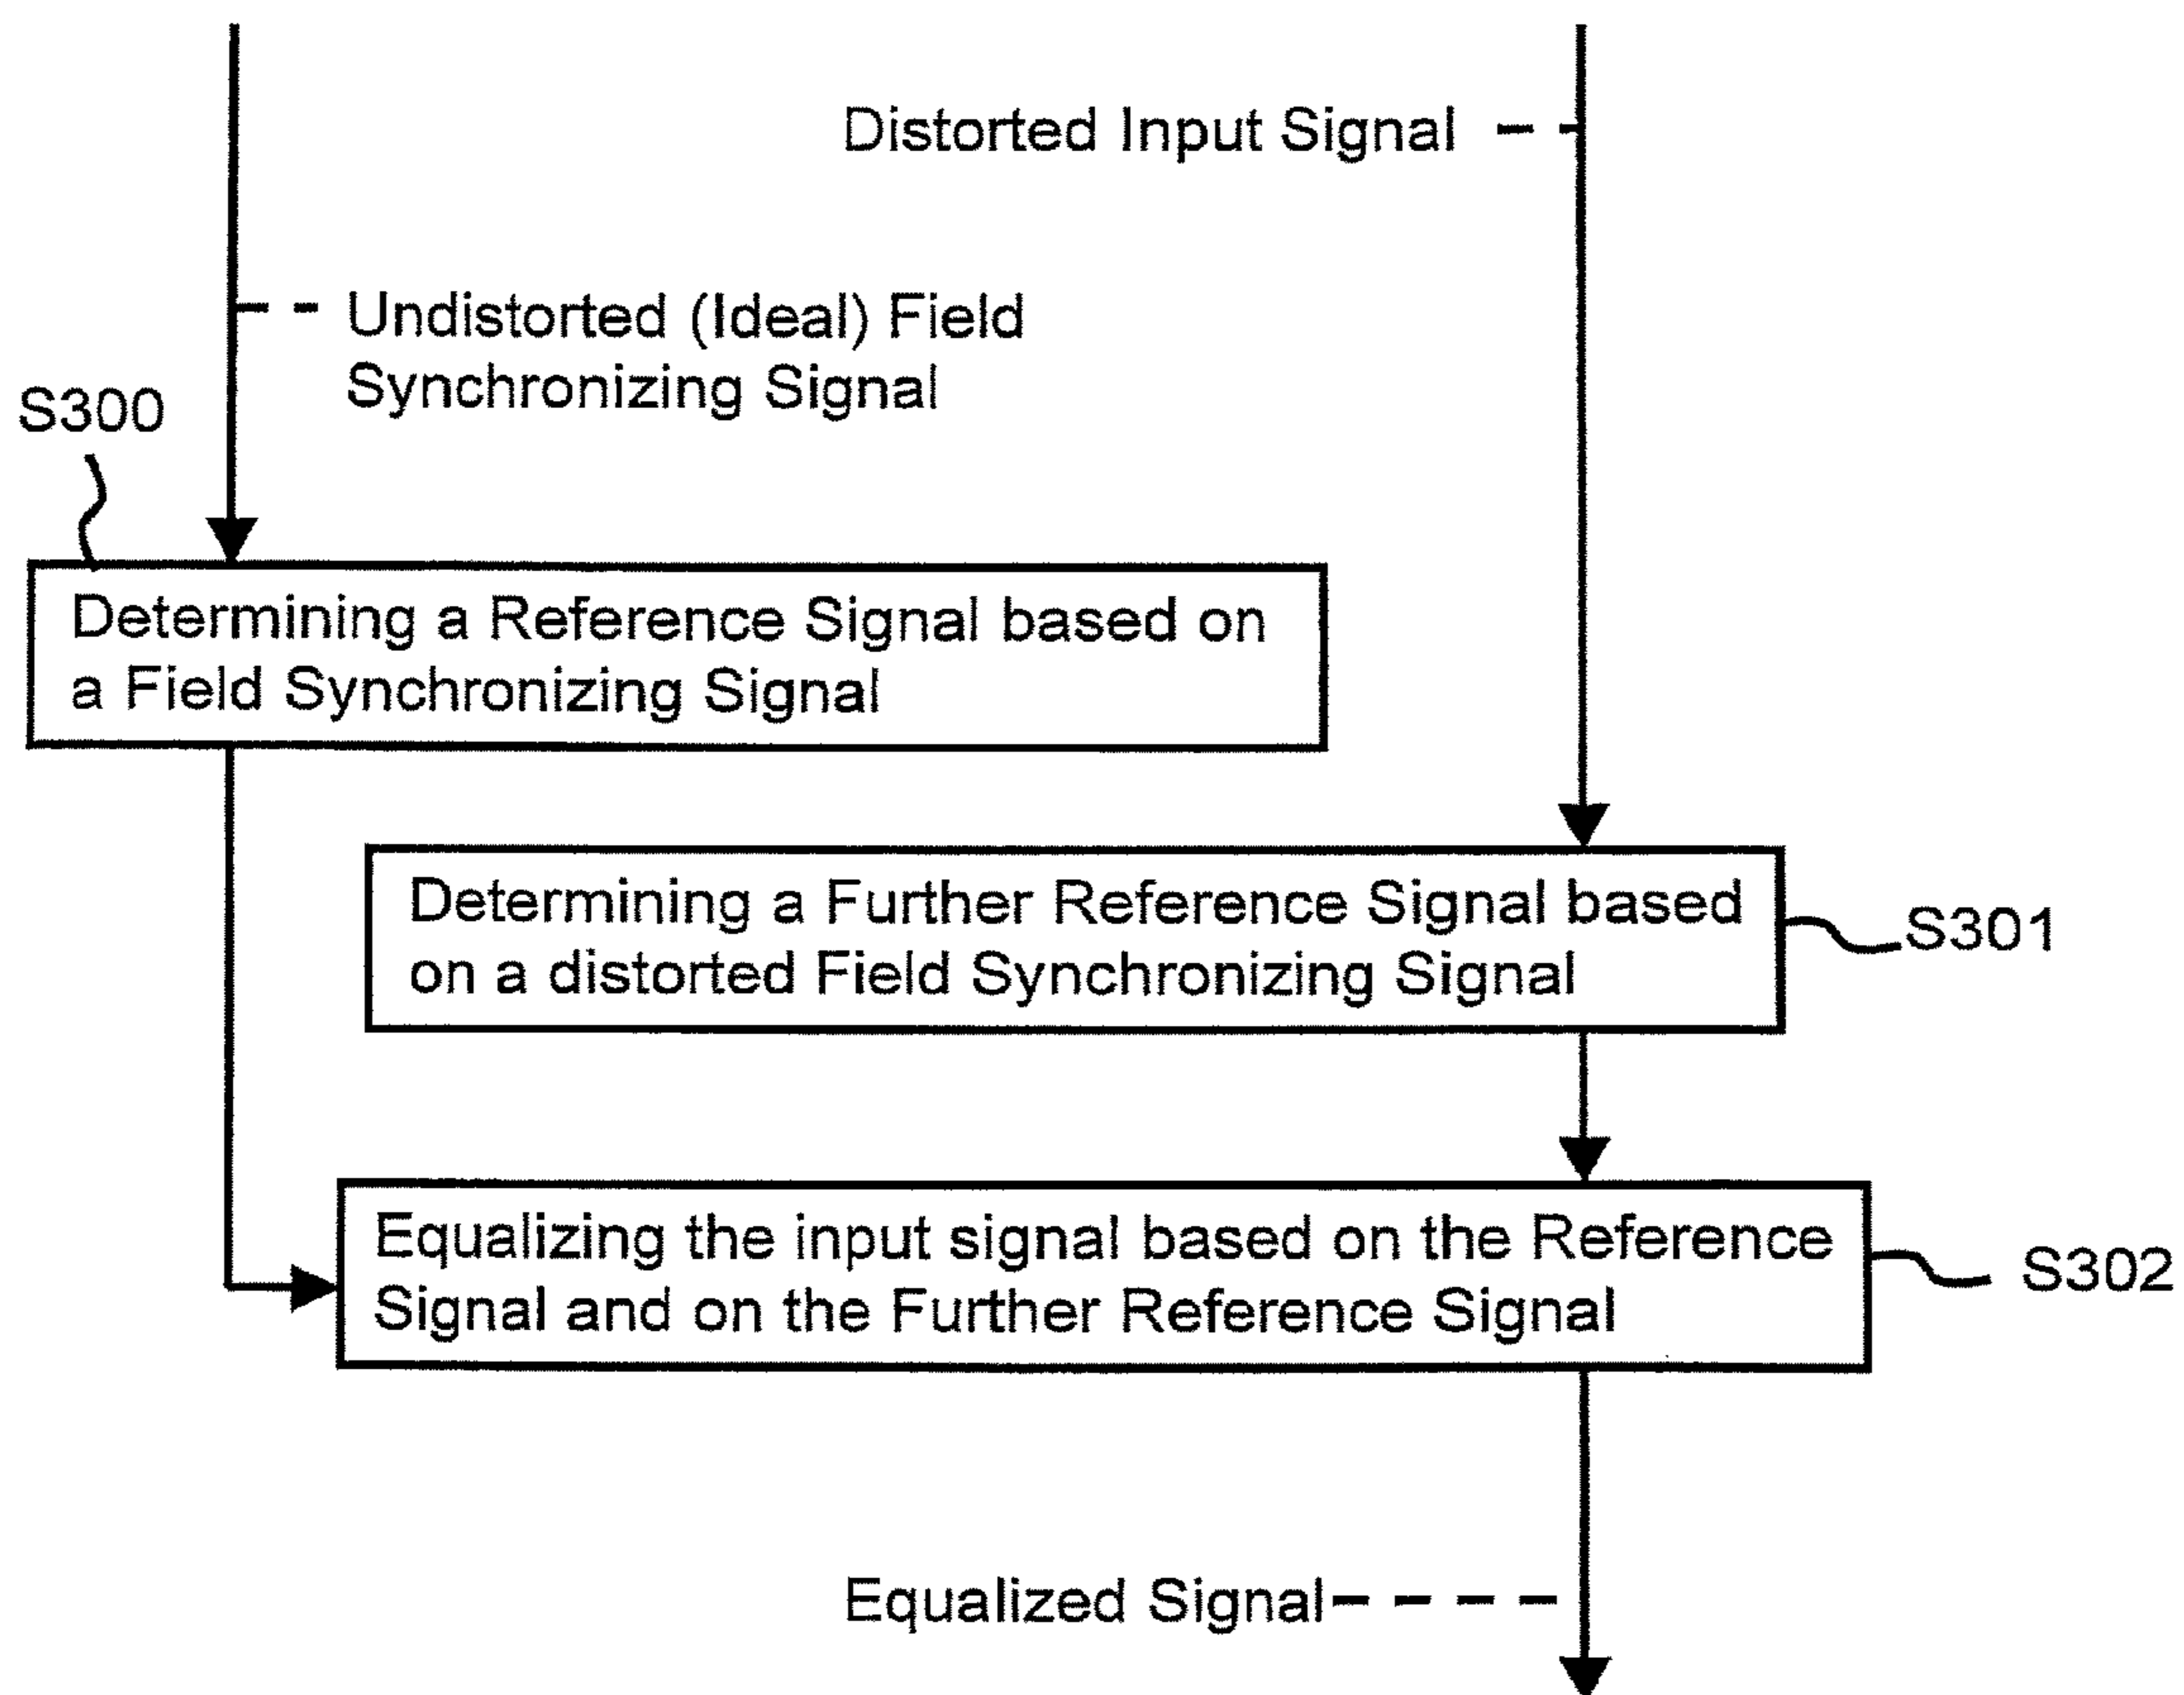 Distorted Input Signal
Undistorted (Ideal) Field
Synchronizing Signal
S300
Determining a Reference Signal based on
a Field Synchronizing Signal
Determining a Further Reference Signal based
on a distorted Field Synchronizing Signal
S301
Equalizing the input signal based on the Reference
Signal and on the Further Reference Signal
S302
Equalized Signal